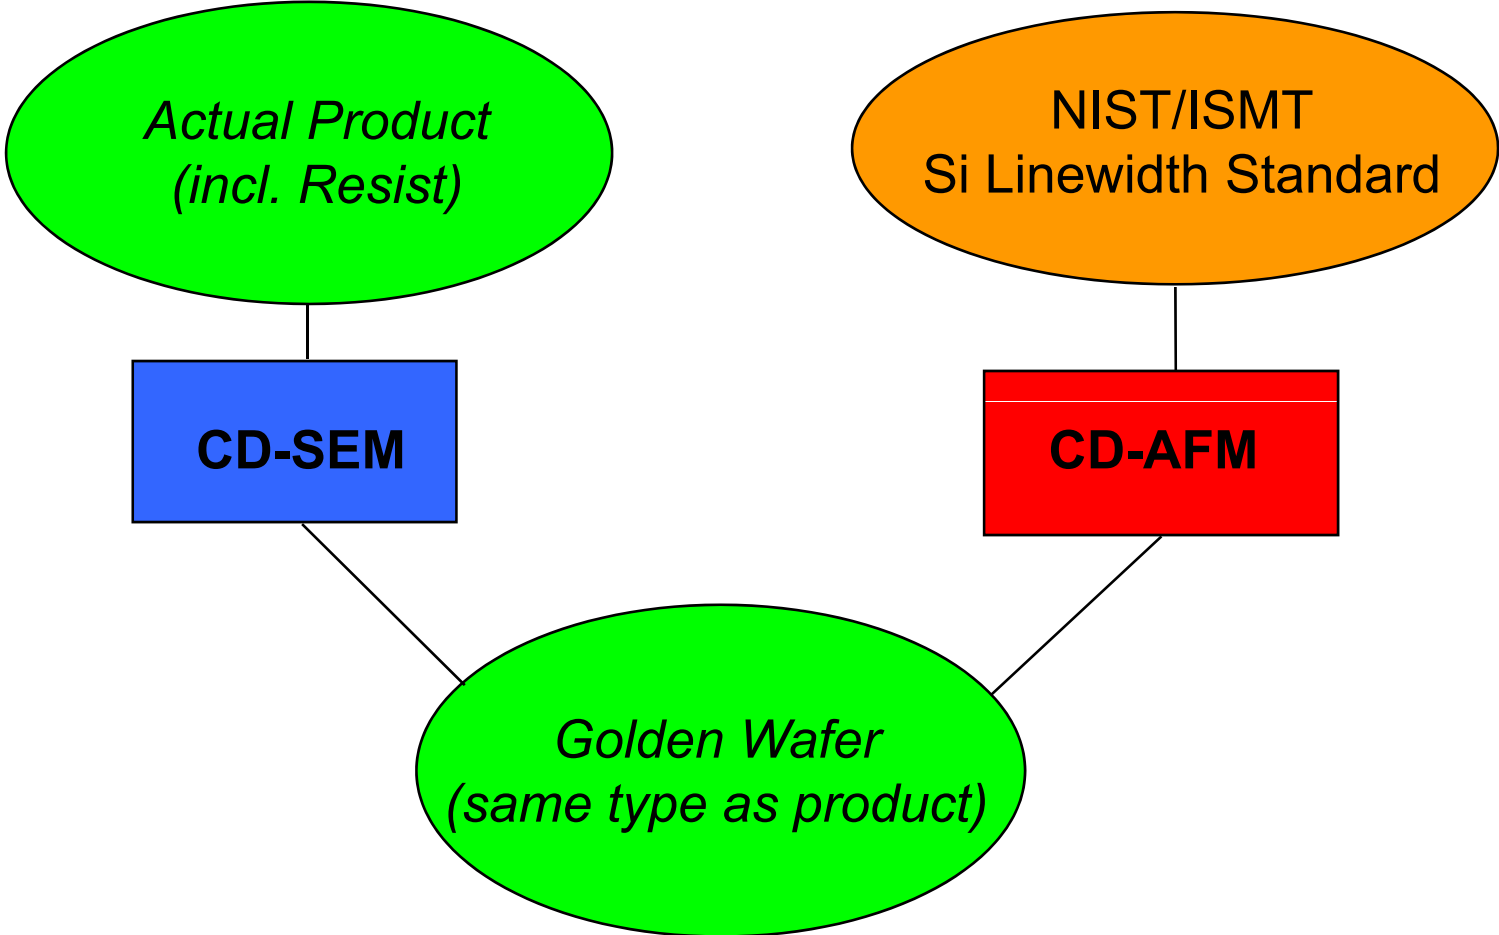 Actual Product
(incl. Resist)
NIST/ISMT
Si Linewidth Standard
CD-SEM
CD-AFM
Golden Wafer
(same type as product)